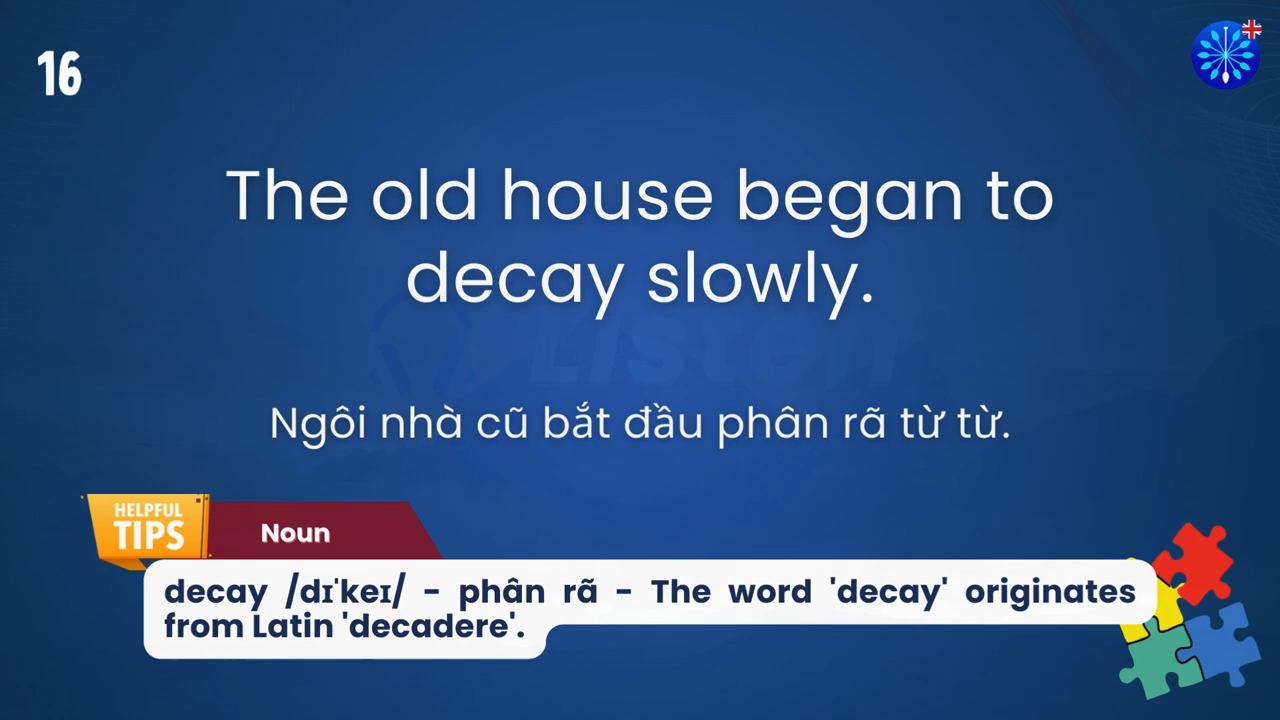 16
The old house began to
decay slowly.
Listen
Ngôi nhà cũ bắt đầu phân rã từ từ.
HELPFUL
TIPS
Noun
decay /dɪˈkeɪ/ - phân rã - The word 'decay' originates
from Latin 'decadere'.